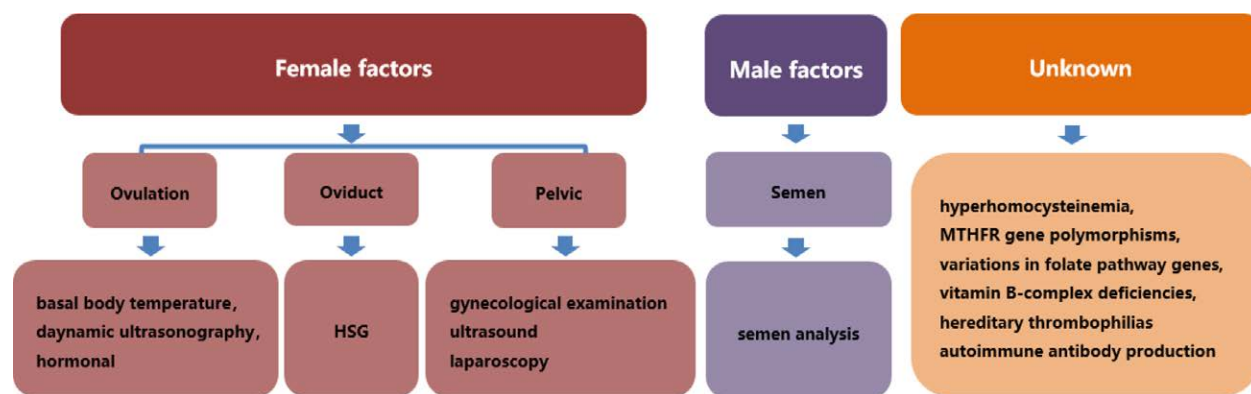 Female factors
Male factors
Unknown
Ovulation
Oviduct
Pelvic
Semen
basal body temperature,
daynamic ultrasonography,
hormonal
HSG
gynecological examination
ultrasound
laparoscopy
semen analysis
hyperhomocysteinemia,
MTHFR gene polymorphisms,
variations in folate pathway genes,
vitamin B-complex deficiencies,
hereditary thrombophilias
autoimmune antibody production